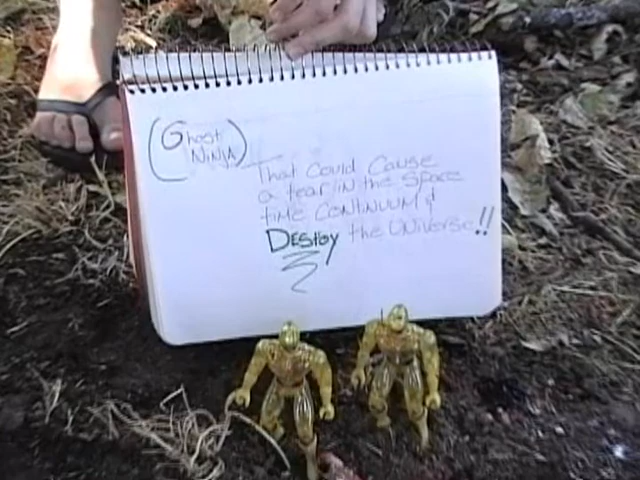 (Ghost
NINJA)
That could cause
a tear in the space
time CONTINUUM &
DEStroy the UNIVerse!!